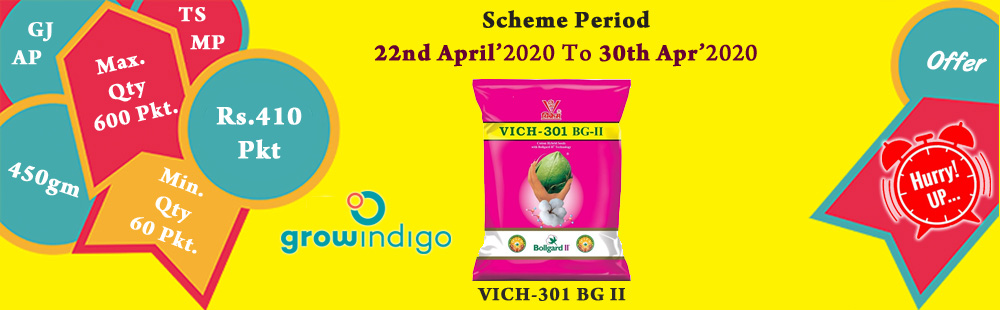 GJ
AP
TS
MP
Max.
Qty
600 Pkt.
Rs.410
Pkt
450gm
Min.
Qty
60 Pkt.
growindigo
Scheme Period
22nd April’2020 To 30th Apr’2020
VICH-301 BG-II
Bollgard II
VICH-301 BG II
Offer
Hurry!
UP...